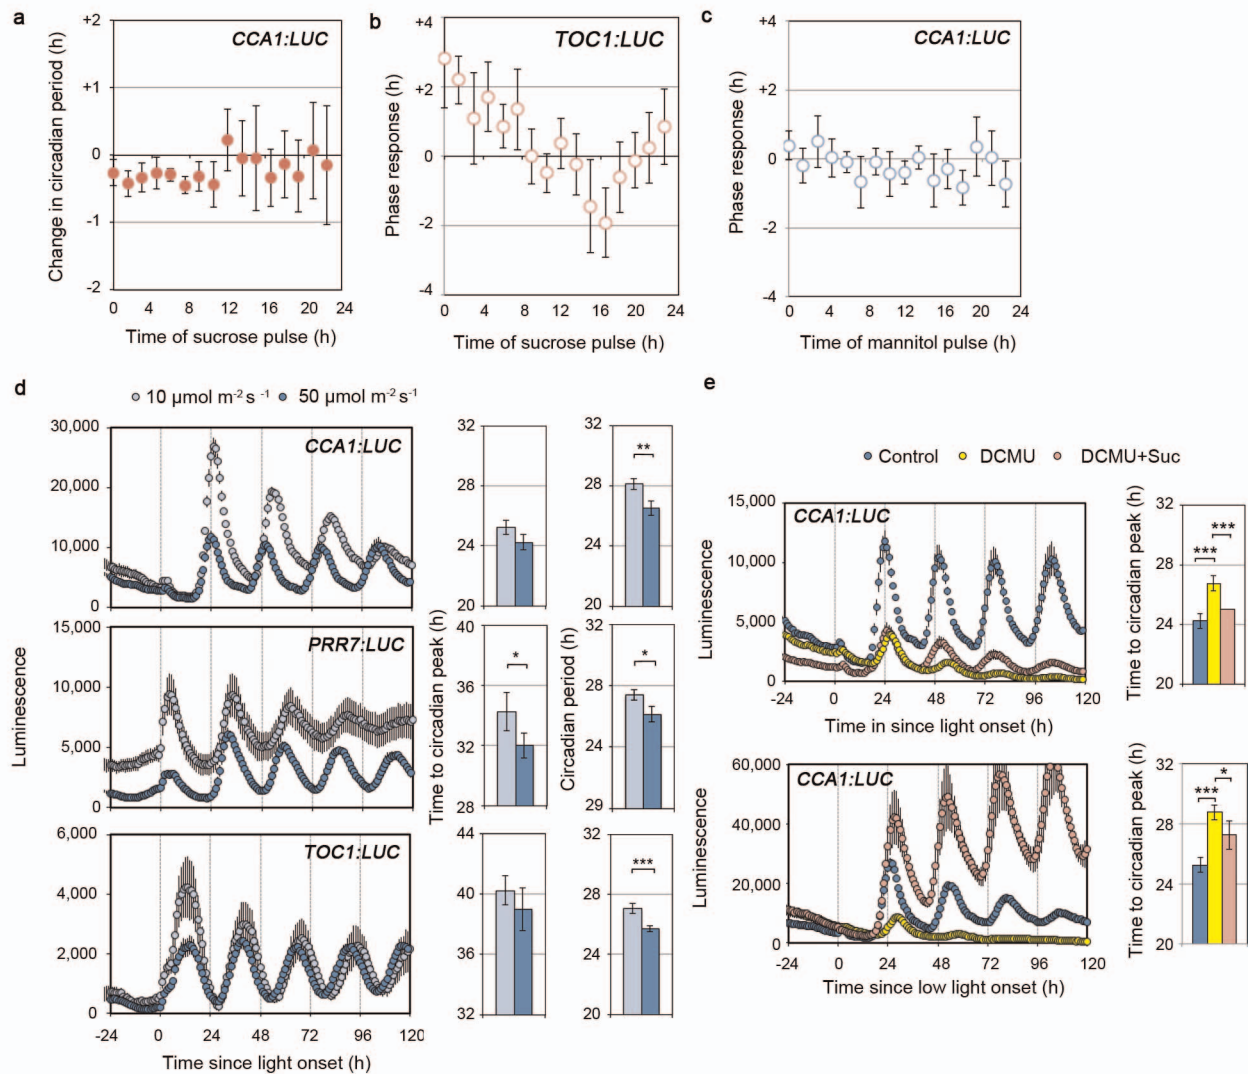 a
CCA1:LUC
Change in circadian period (h)
+2
+1
0
-1
-2
0 4 8 12 16 20 24
Time of sucrose pulse (h)
b
TOC1:LUC
Phase response (h)
+4
+2
0
-2
-4
0 4 8 12 16 20 24
Time of sucrose pulse (h)
c
CCA1:LUC
Phase response (h)
+4
+2
0
-2
-4
0 4 8 12 16 20 24
Time of mannitol pulse (h)
d
10 µmol m⁻² s⁻¹ 50 µmol m⁻² s⁻¹
Luminescence
CCA1:LUC
30,000
20,000
10,000
0
PRR7:LUC
15,000
10,000
5,000
0
TOC1:LUC
6,000
4,000
2,000
0
-24 0 24 48 72 96 120
Time since light onset (h)
Time to circadian peak (h)
32
28
24
20
40
*
36
32
28
44
40
36
32
Circadian period (h)
32
**
28
24
20
32
*
28
24
29
32
***
28
24
20
e
Control DCMU DCMU+Suc
CCA1:LUC
Luminescence
15,000
10,000
5,000
0
-24 0 24 48 72 96 120
Time in since light onset (h)
Time to circadian peak (h)
32
***
***
28
24
20
CCA1:LUC
Luminescence
60,000
40,000
20,000
0
-24 0 24 48 72 96 120
Time since low light onset (h)
Time to circadian peak (h)
32
*
***
28
24
20